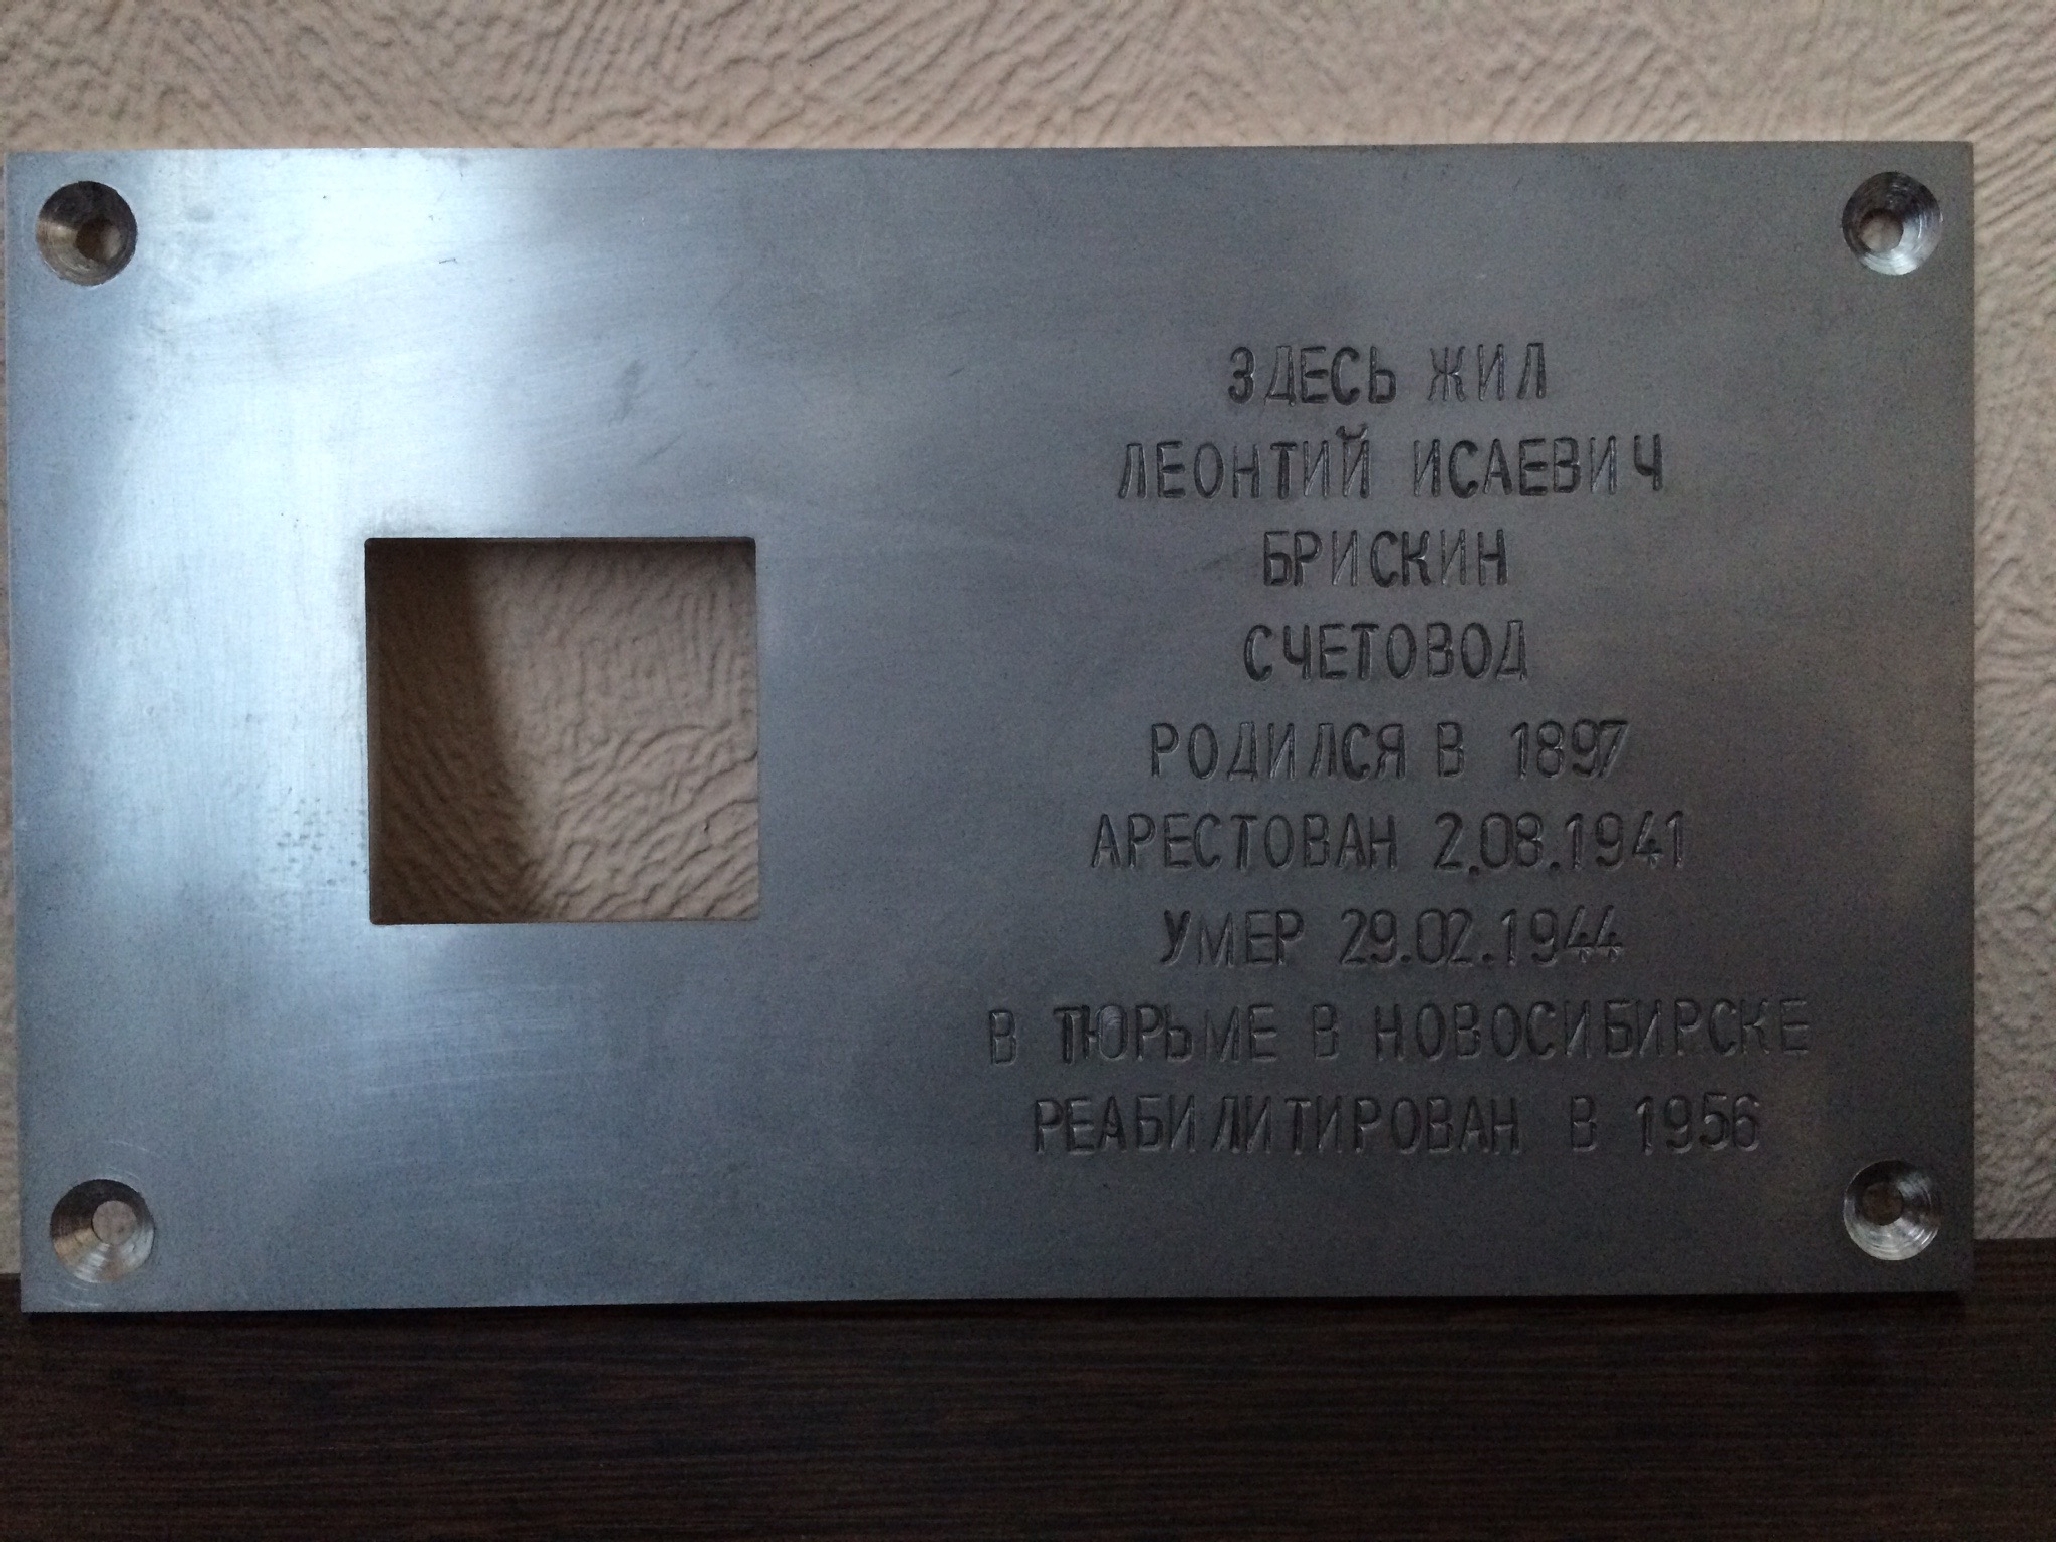 ЗДЕСЬ ЖИЛ
ЛЕОНТИЙ ИСАЕВИЧ
БРИСКИН
СЧЕТОВОД
РОДИЛСЯ В 1897
АРЕСТОВАН 2.08.1941
УМЕР 29.02.1944
В ТЮРЬМЕ В НОВОСИБИРСКЕ
РЕАБИЛИТИРОВАН В 1956